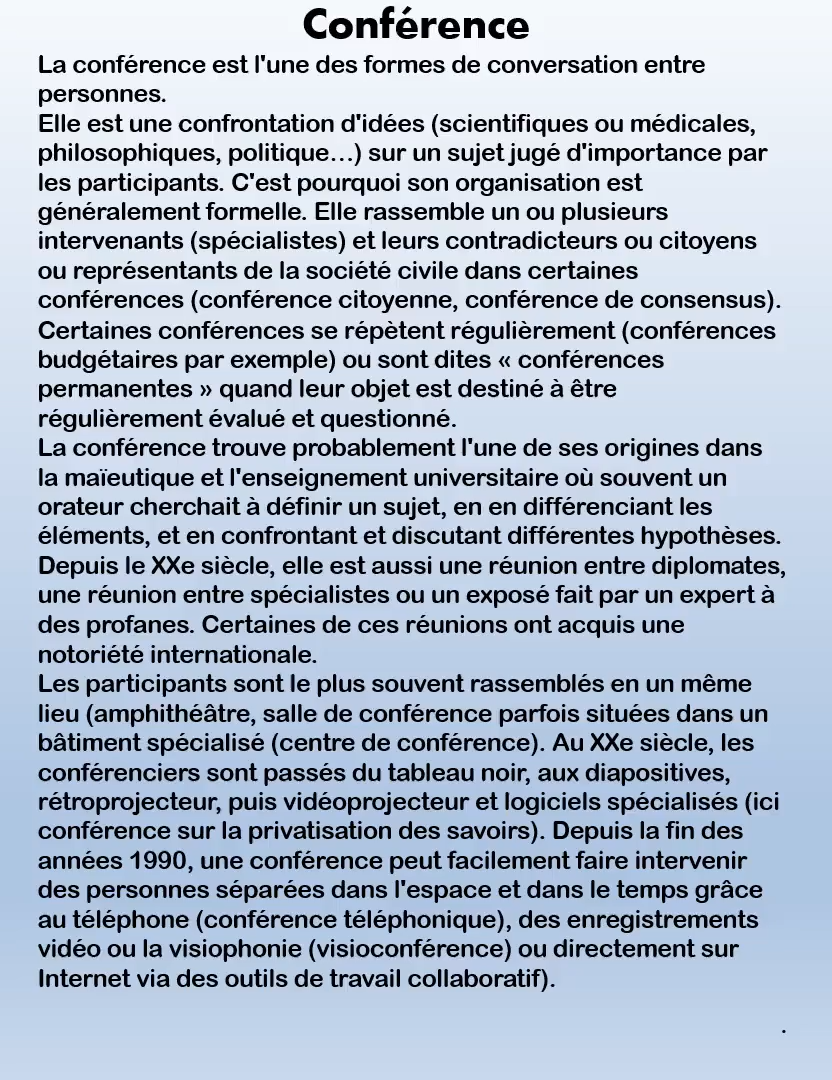 Conférence
La conférence est l'une des formes de conversation entre
personnes.
Elle est une confrontation d'idées (scientifiques ou médicales,
philosophiques, politique…) sur un sujet jugé d'importance par
les participants. C'est pourquoi son organisation est
généralement formelle. Elle rassemble un ou plusieurs
intervenants (spécialistes) et leurs contradicteurs ou citoyens
ou représentants de la société civile dans certaines
conférences (conférence citoyenne, conférence de consensus).
Certaines conférences se répètent régulièrement (conférences
budgétaires par exemple) ou sont dites « conférences
permanentes » quand leur objet est destiné à être
régulièrement évalué et questionné.
La conférence trouve probablement l'une de ses origines dans
la maïeutique et l'enseignement universitaire où souvent un
orateur cherchait à définir un sujet, en en différenciant les
éléments, et en confrontant et discutant différentes hypothèses.
Depuis le XXe siècle, elle est aussi une réunion entre diplomates,
une réunion entre spécialistes ou un exposé fait par un expert à
des profanes. Certaines de ces réunions ont acquis une
notoriété internationale.
Les participants sont le plus souvent rassemblés en un même
lieu (amphithéâtre, salle de conférence parfois situées dans un
bâtiment spécialisé (centre de conférence). Au XXe siècle, les
conférenciers sont passés du tableau noir, aux diapositives,
rétroprojecteur, puis vidéoprojecteur et logiciels spécialisés (ici
conférence sur la privatisation des savoirs). Depuis la fin des
années 1990, une conférence peut facilement faire intervenir
des personnes séparées dans l'espace et dans le temps grâce
au téléphone (conférence téléphonique), des enregistrements
vidéo ou la visiophonie (visioconférence) ou directement sur
Internet via des outils de travail collaboratif).
.